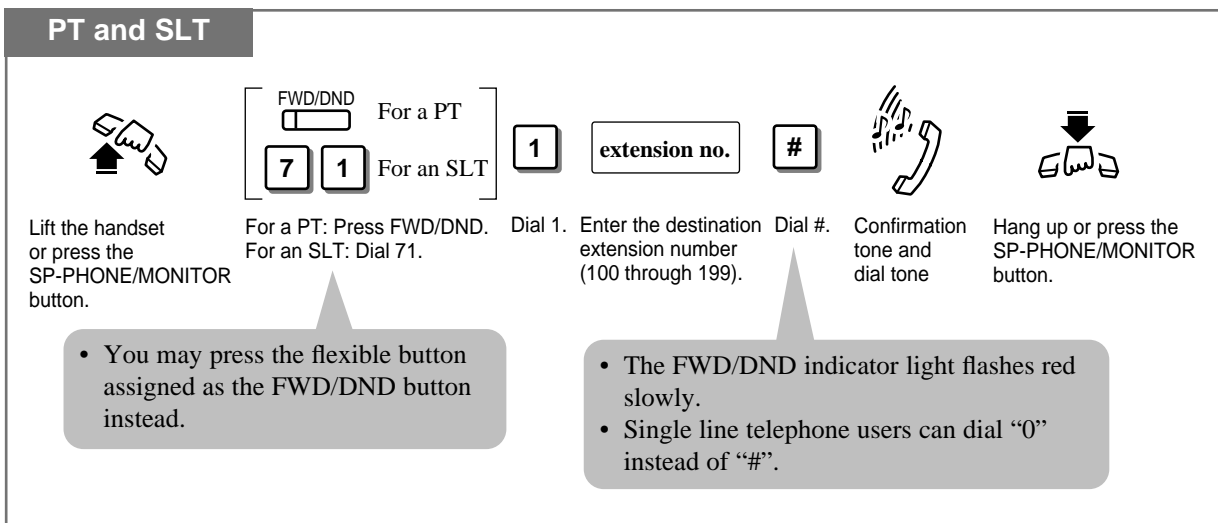 PT and SLT
FWD/DND
For a PT
7 1 For an SLT
1
extension no.
#
Lift the handset
or press the
SP-PHONE/MONITOR
button.
For a PT: Press FWD/DND.
For an SLT: Dial 71.
Dial 1.
Enter the destination
extension number
(100 through 199).
Dial #.
Confirmation
tone and
dial tone
Hang up or press the
SP-PHONE/MONITOR
button.
• You may press the flexible button
assigned as the FWD/DND button
instead.
• The FWD/DND indicator light flashes red
slowly.
• Single line telephone users can dial “0”
instead of “#”.